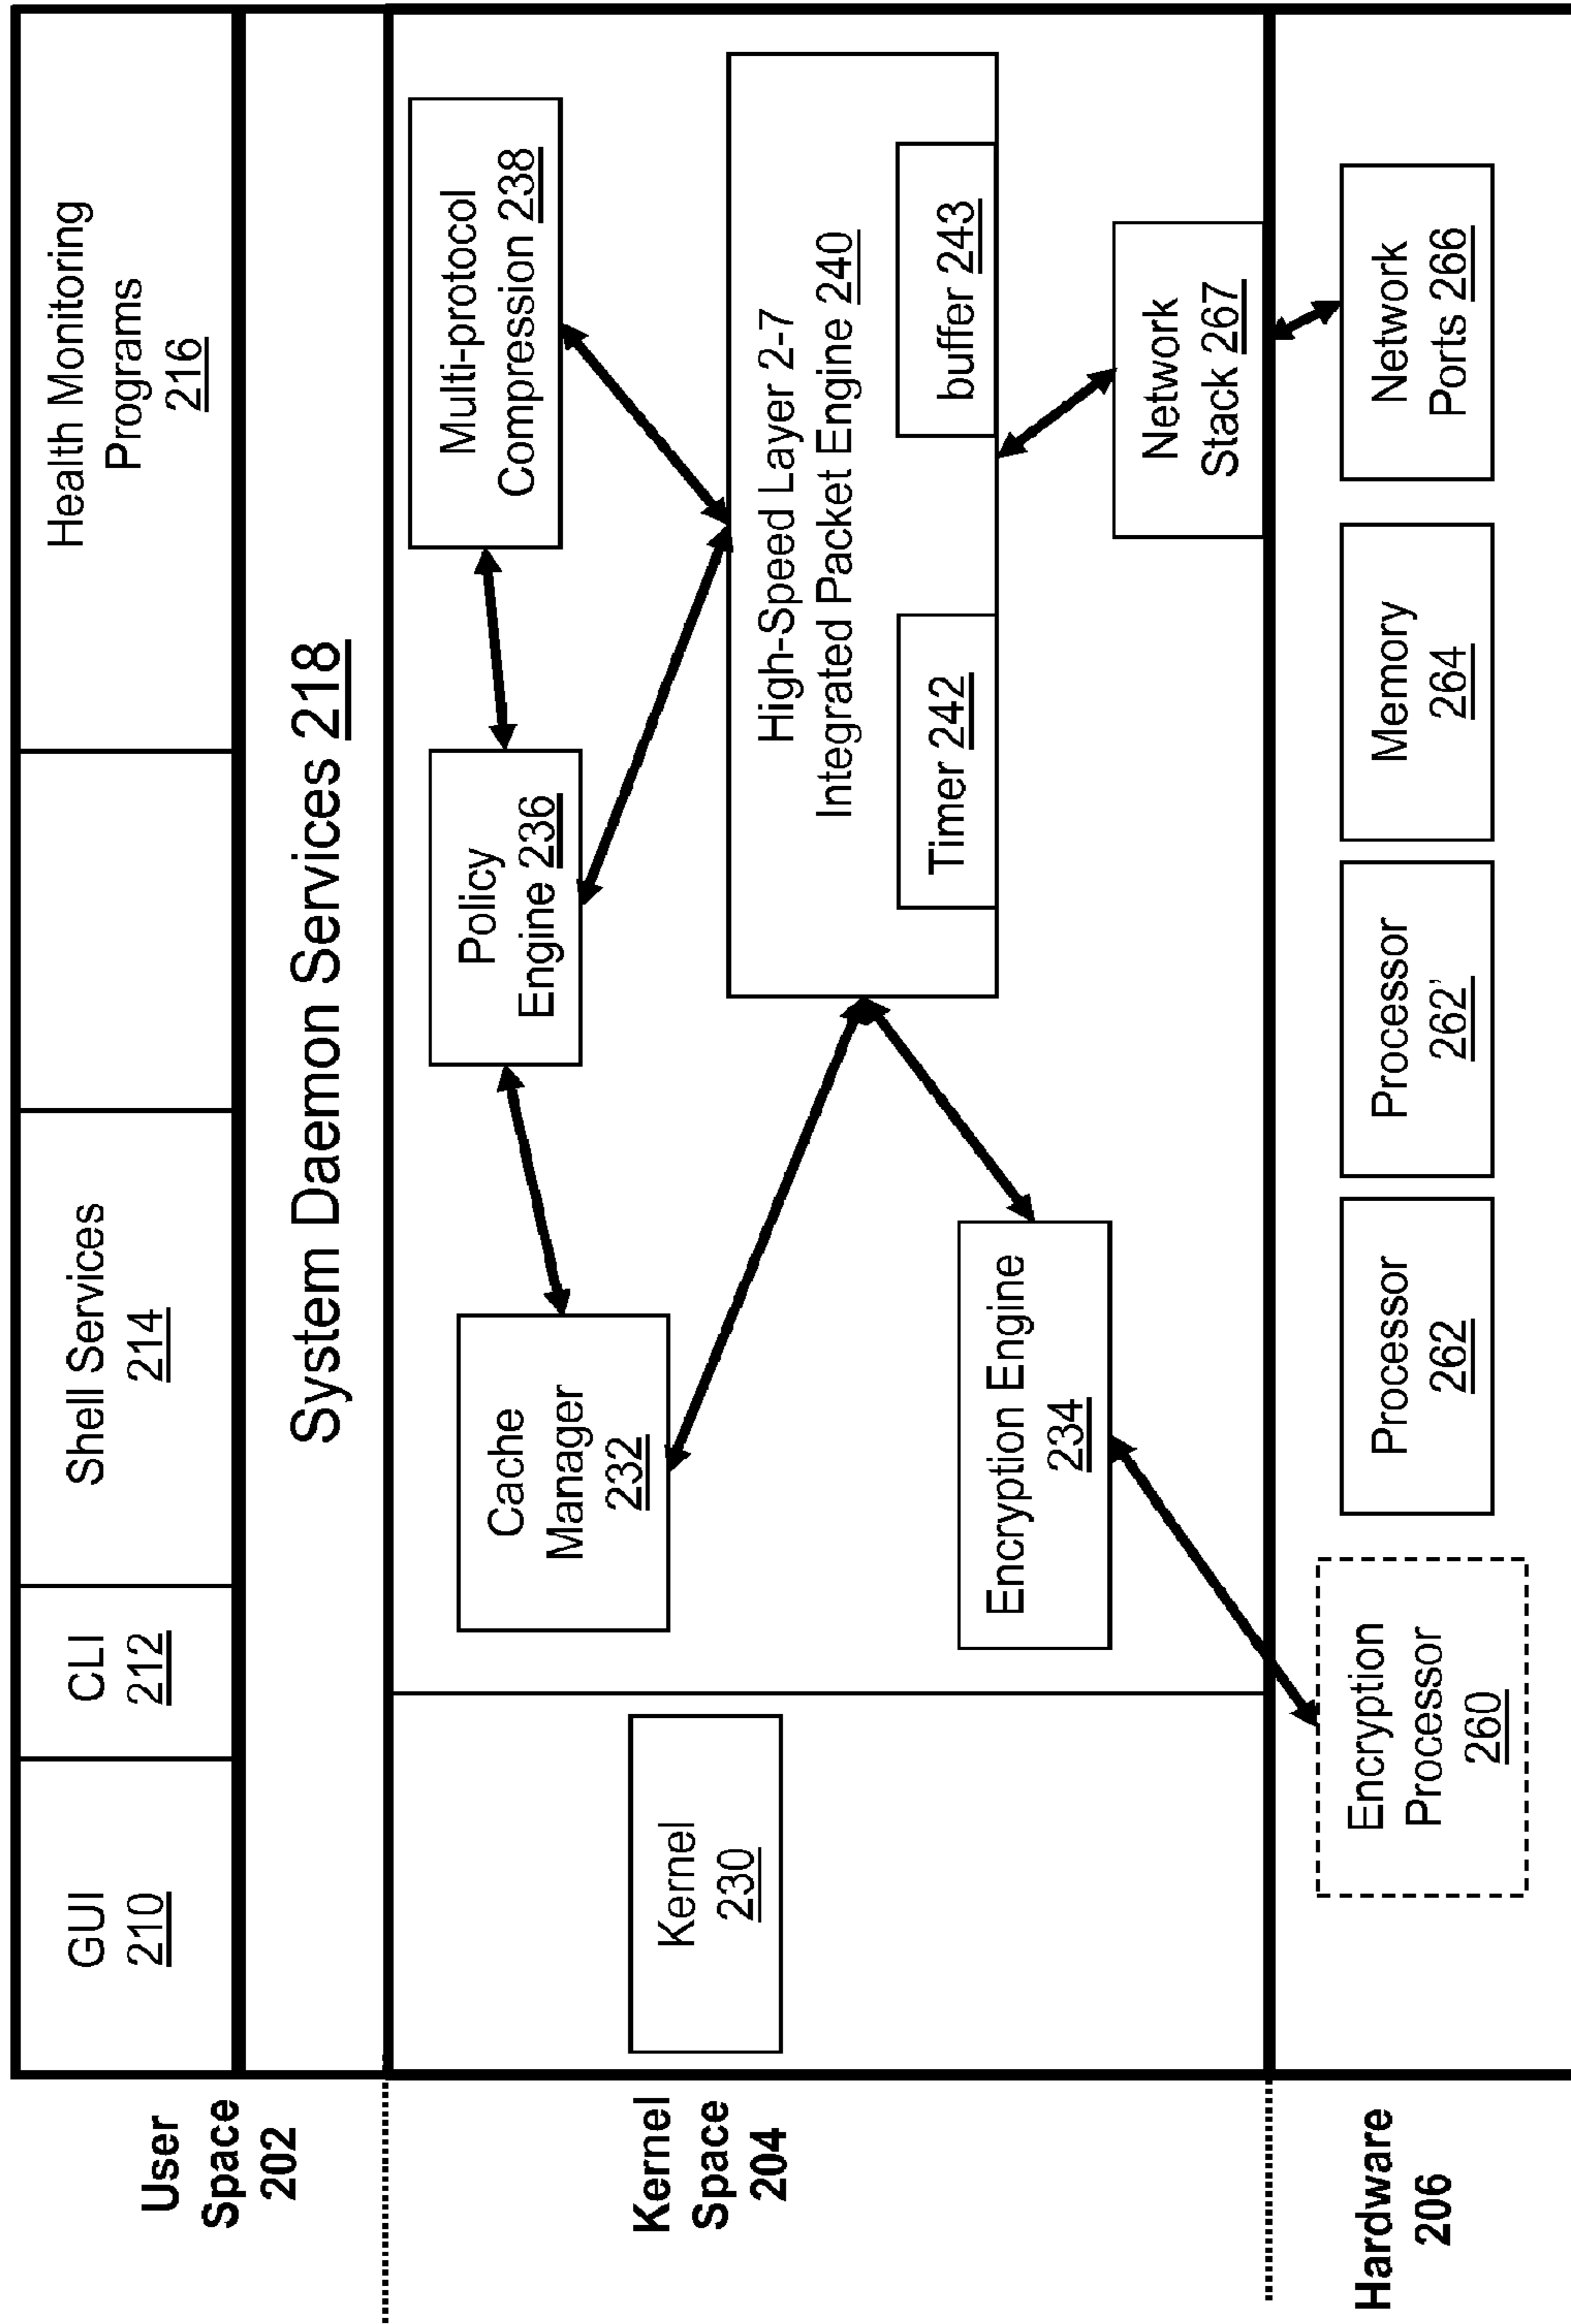 User
Space
202
GUI
210
CLI
212
Shell Services
214
Health Monitoring
Programs
216
System Daemon Services 218
Kernel
Space
204
Kernel
230
Cache
Manager
232
Policy
Engine 236
Multi-protocol
Compression 238
High-Speed Layer 2-7
Integrated Packet Engine 240
Timer 242
buffer 243
Encryption Engine
234
Network
Stack 267
Hardware
206
Encryption
Processor
260
Processor
262
Processor
262'
Memory
264
Network
Ports 266